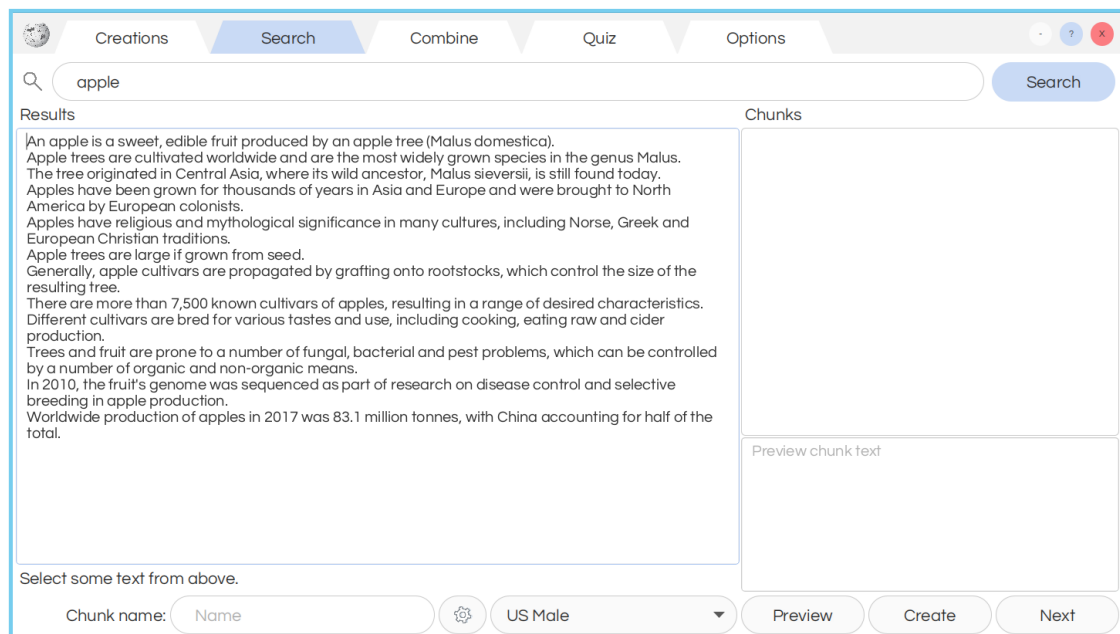 Creations
Search
Combine
Quiz
Options
-
?
X
apple
Search
Results
Chunks
An apple is a sweet, edible fruit produced by an apple tree (Malus domestica).
Apple trees are cultivated worldwide and are the most widely grown species in the genus Malus.
The tree originated in Central Asia, where its wild ancestor, Malus sieversii, is still found today.
Apples have been grown for thousands of years in Asia and Europe and were brought to North
America by European colonists.
Apples have religious and mythological significance in many cultures, including Norse, Greek and
European Christian traditions.
Apple trees are large if grown from seed.
Generally, apple cultivars are propagated by grafting onto rootstocks, which control the size of the
resulting tree.
There are more than 7,500 known cultivars of apples, resulting in a range of desired characteristics.
Different cultivars are bred for various tastes and use, including cooking, eating raw and cider
production.
Trees and fruit are prone to a number of fungal, bacterial and pest problems, which can be controlled
by a number of organic and non-organic means.
In 2010, the fruit's genome was sequenced as part of research on disease control and selective
breeding in apple production.
Worldwide production of apples in 2017 was 83.1 million tonnes, with China accounting for half of the
total.
Preview chunk text
Select some text from above.
Chunk name:
Name
US Male
Preview
Create
Next